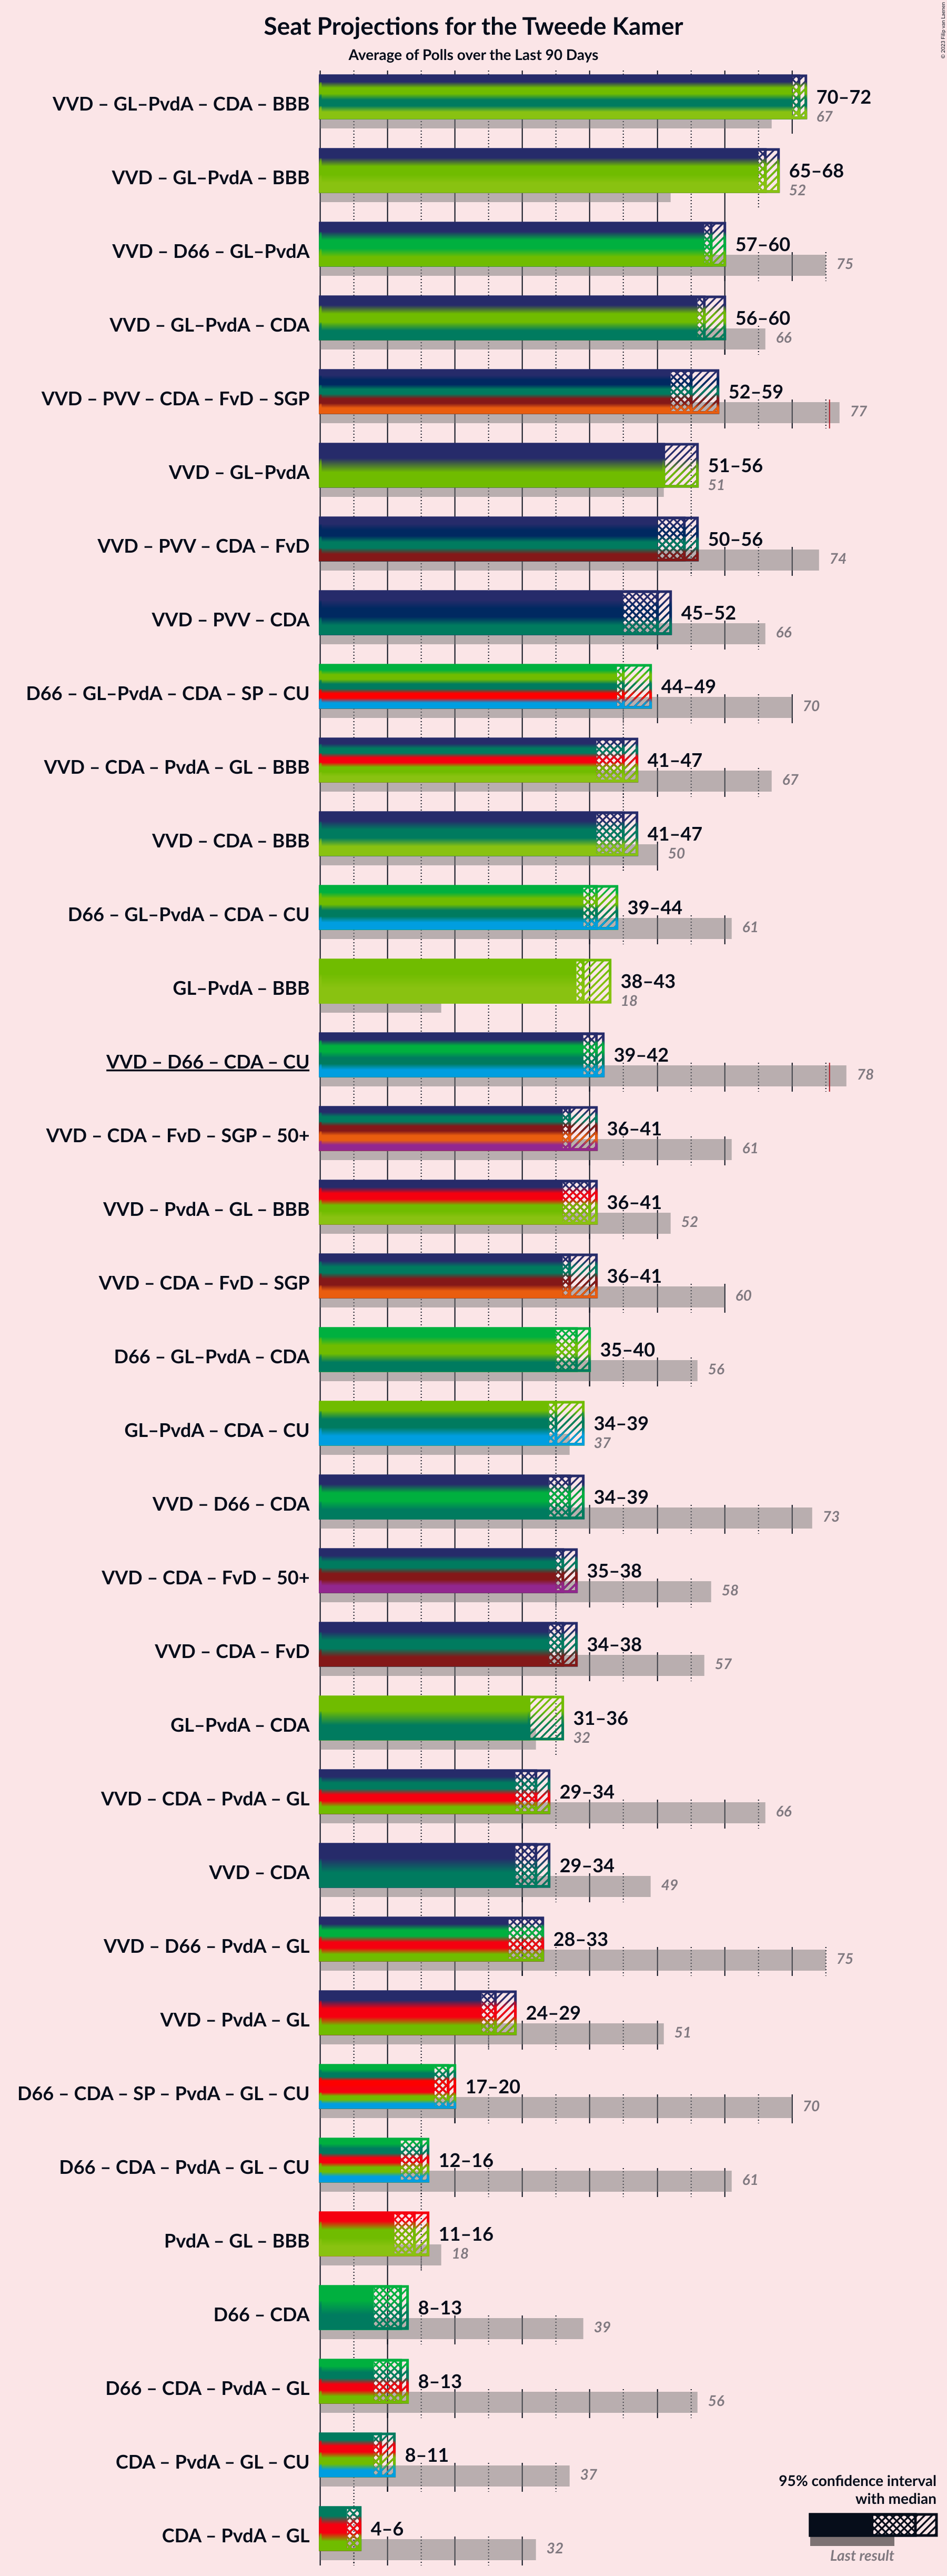 Seat Projections for the Tweede Kamer
Average of Polls over the Last 90 Days
© 2023 Filip van Laenen
VVD – GL–PvdA – CDA – BBB
70–72
67
VVD – GL–PvdA – BBB
65–68
52
VVD – D66 – GL–PvdA
57–60
75
VVD – GL–PvdA – CDA
56–60
66
VVD – PVV – CDA – FvD – SGP
52–59
77
VVD – GL–PvdA
51–56
51
VVD – PVV – CDA – FvD
50–56
74
VVD – PVV – CDA
45–52
66
D66 – GL–PvdA – CDA – SP – CU
44–49
70
VVD – CDA – PvdA – GL – BBB
41–47
67
VVD – CDA – BBB
41–47
50
D66 – GL–PvdA – CDA – CU
39–44
61
GL–PvdA – BBB
38–43
18
VVD – D66 – CDA – CU
39–42
78
VVD – CDA – FvD – SGP – 50+
36–41
61
VVD – PvdA – GL – BBB
36–41
52
VVD – CDA – FvD – SGP
36–41
60
D66 – GL–PvdA – CDA
35–40
56
GL–PvdA – CDA – CU
34–39
37
VVD – D66 – CDA
34–39
73
VVD – CDA – FvD – 50+
35–38
58
VVD – CDA – FvD
34–38
57
GL–PvdA – CDA
31–36
32
VVD – CDA – PvdA – GL
29–34
66
VVD – CDA
29–34
49
VVD – D66 – PvdA – GL
28–33
75
VVD – PvdA – GL
24–29
51
D66 – CDA – SP – PvdA – GL – CU
17–20
70
D66 – CDA – PvdA – GL – CU
12–16
61
PvdA – GL – BBB
11–16
18
D66 – CDA
8–13
39
D66 – CDA – PvdA – GL
8–13
56
CDA – PvdA – GL – CU
8–11
37
CDA – PvdA – GL
4–6
32
95% confidence interval
with median
Last result